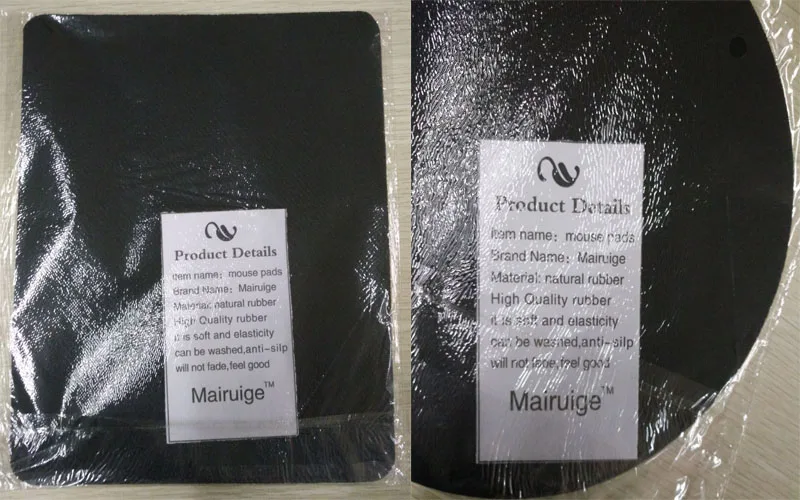 Product Details
item name: mouse pads
Brand Name: Mairuige
Material: natural rubber
High Quality rubber
it is soft and elasticity
can be washed,anti-silp
will not fade,feel good
Mairuige™
Product Details
item name: mouse pads
Brand Name: Mairuige
Material: natural rubber
High Quality rubber
it is soft and elasticity
can be washed,anti-silp
will not fade,feel good
Mairuige™